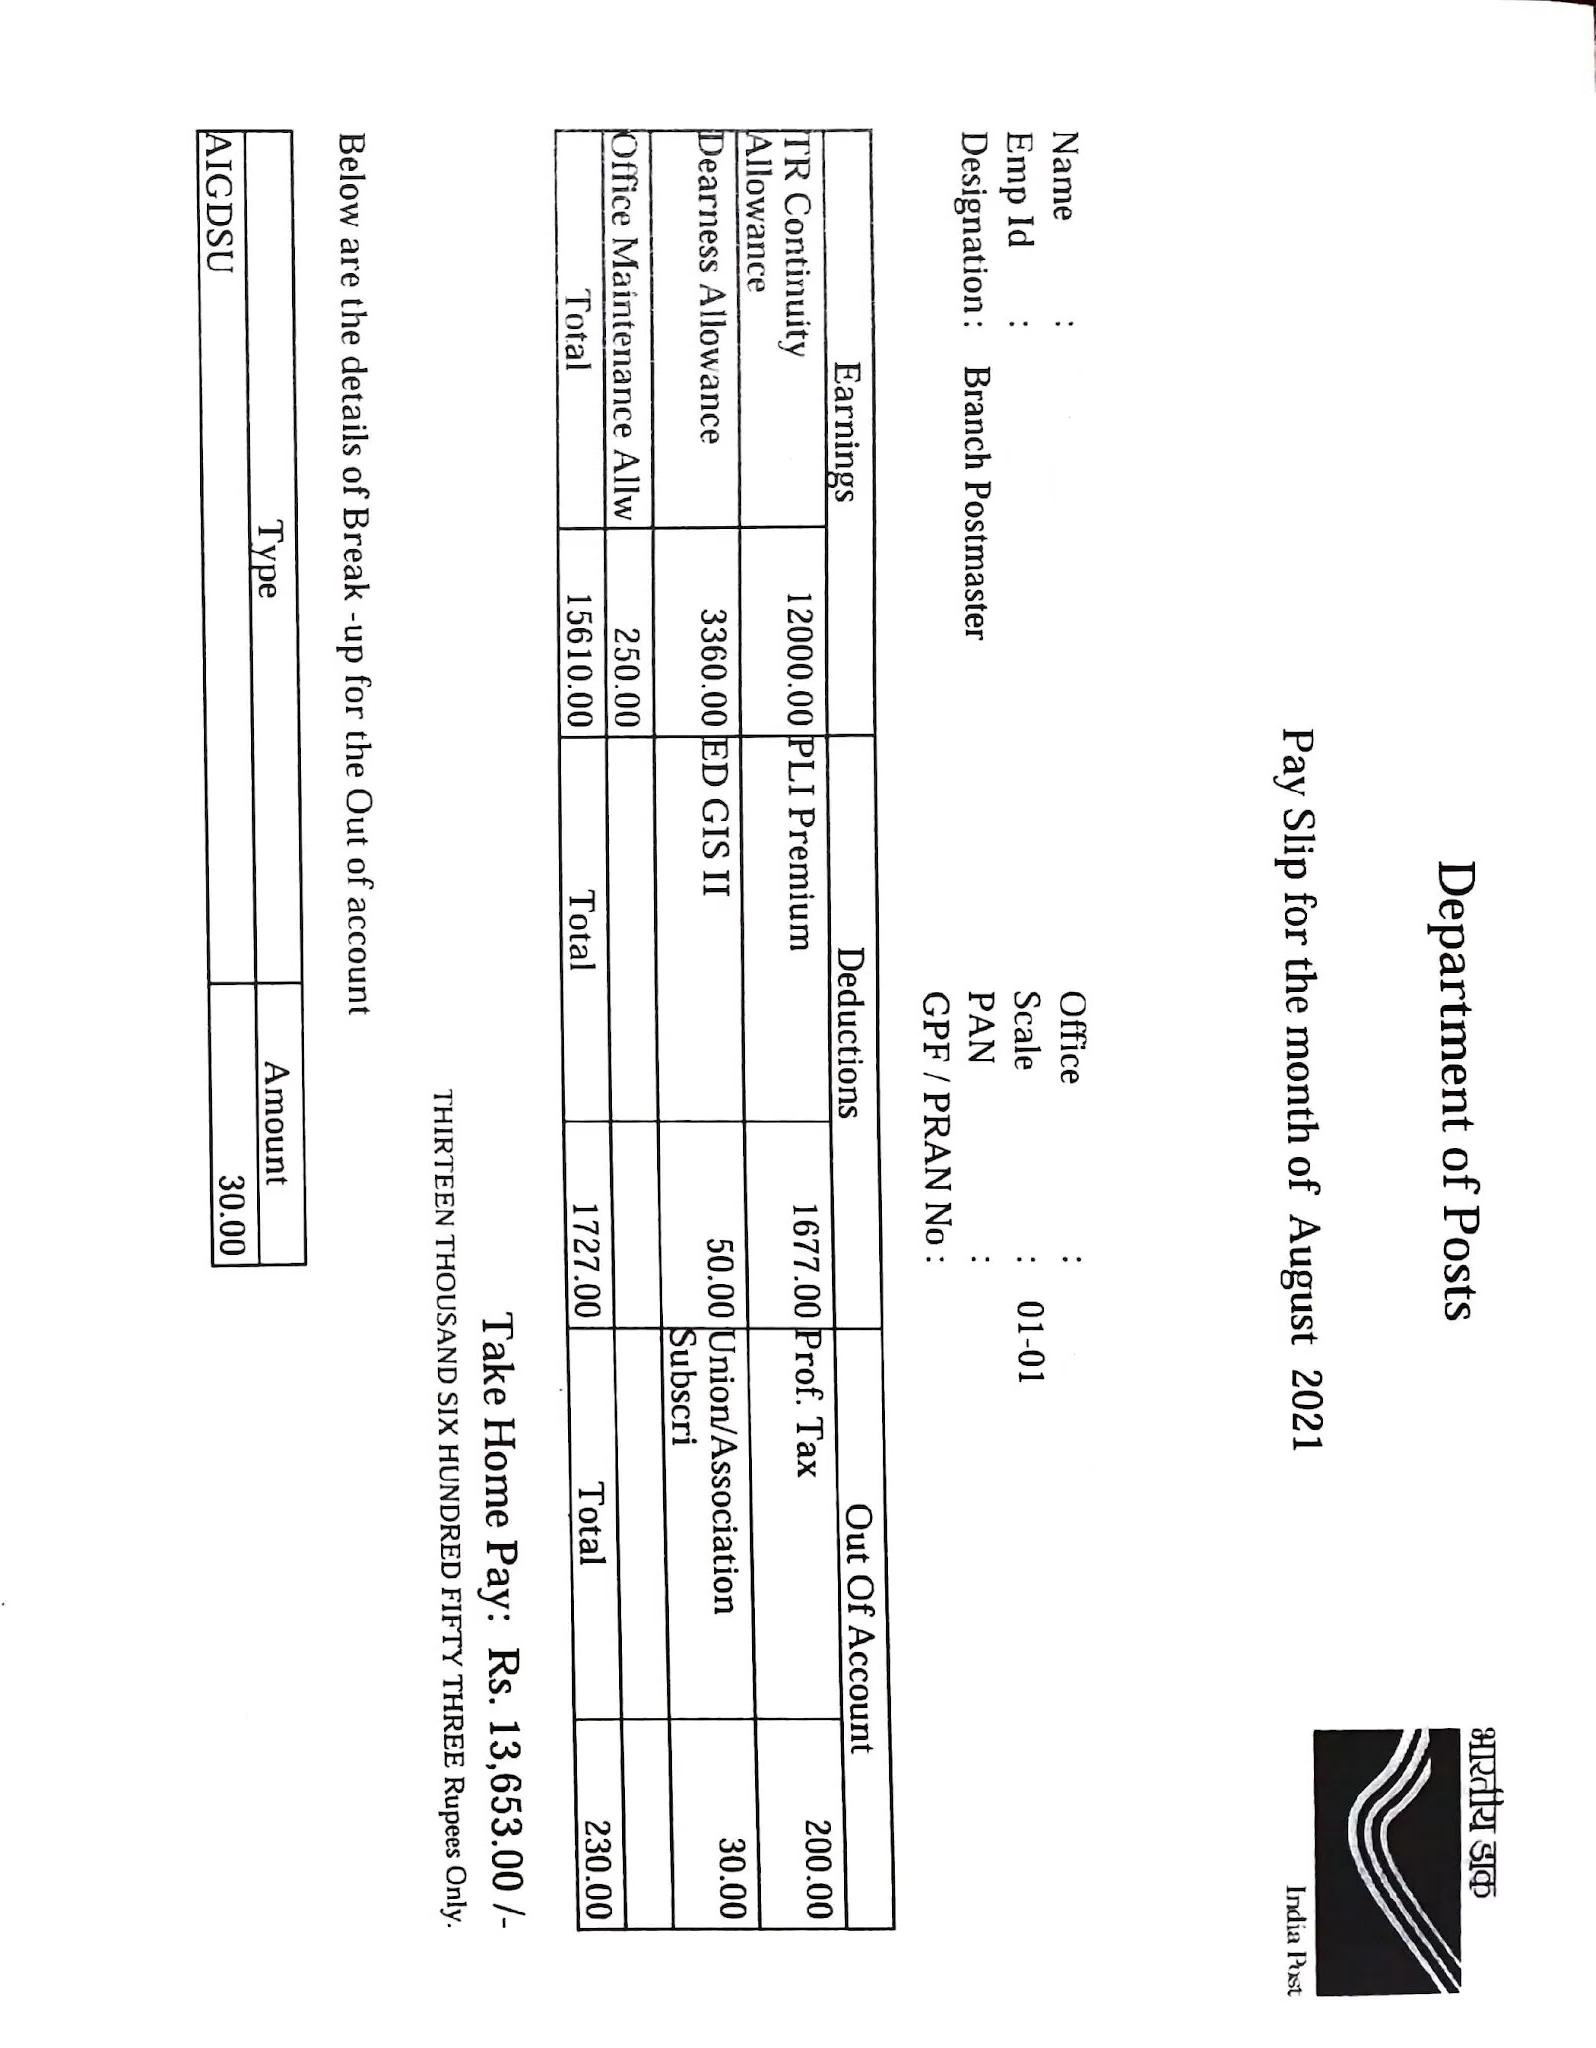 Department of Posts
भारतीय डाक
India Post
Pay Slip for the month of August 2021
Name :
Office :
Emp Id :
Scale : 01-01
Designation : Branch Postmaster
PAN :
GPF / PRAN No :
Earnings Deductions Out Of Account
TR Continuity Allowance 12000.00 PLI Premium 1677.00 Prof. Tax 200.00
Dearness Allowance 3360.00 ED GIS II 50.00 Union/Association Subscri 30.00
Office Maintenance Allw 250.00
Total 15610.00 Total 1727.00 Total 230.00
Take Home Pay: Rs. 13,653.00 /-
THIRTEEN THOUSAND SIX HUNDRED FIFTY THREE Rupees Only.
Below are the details of Break -up for the Out of account
Type Amount
AIGDSU 30.00